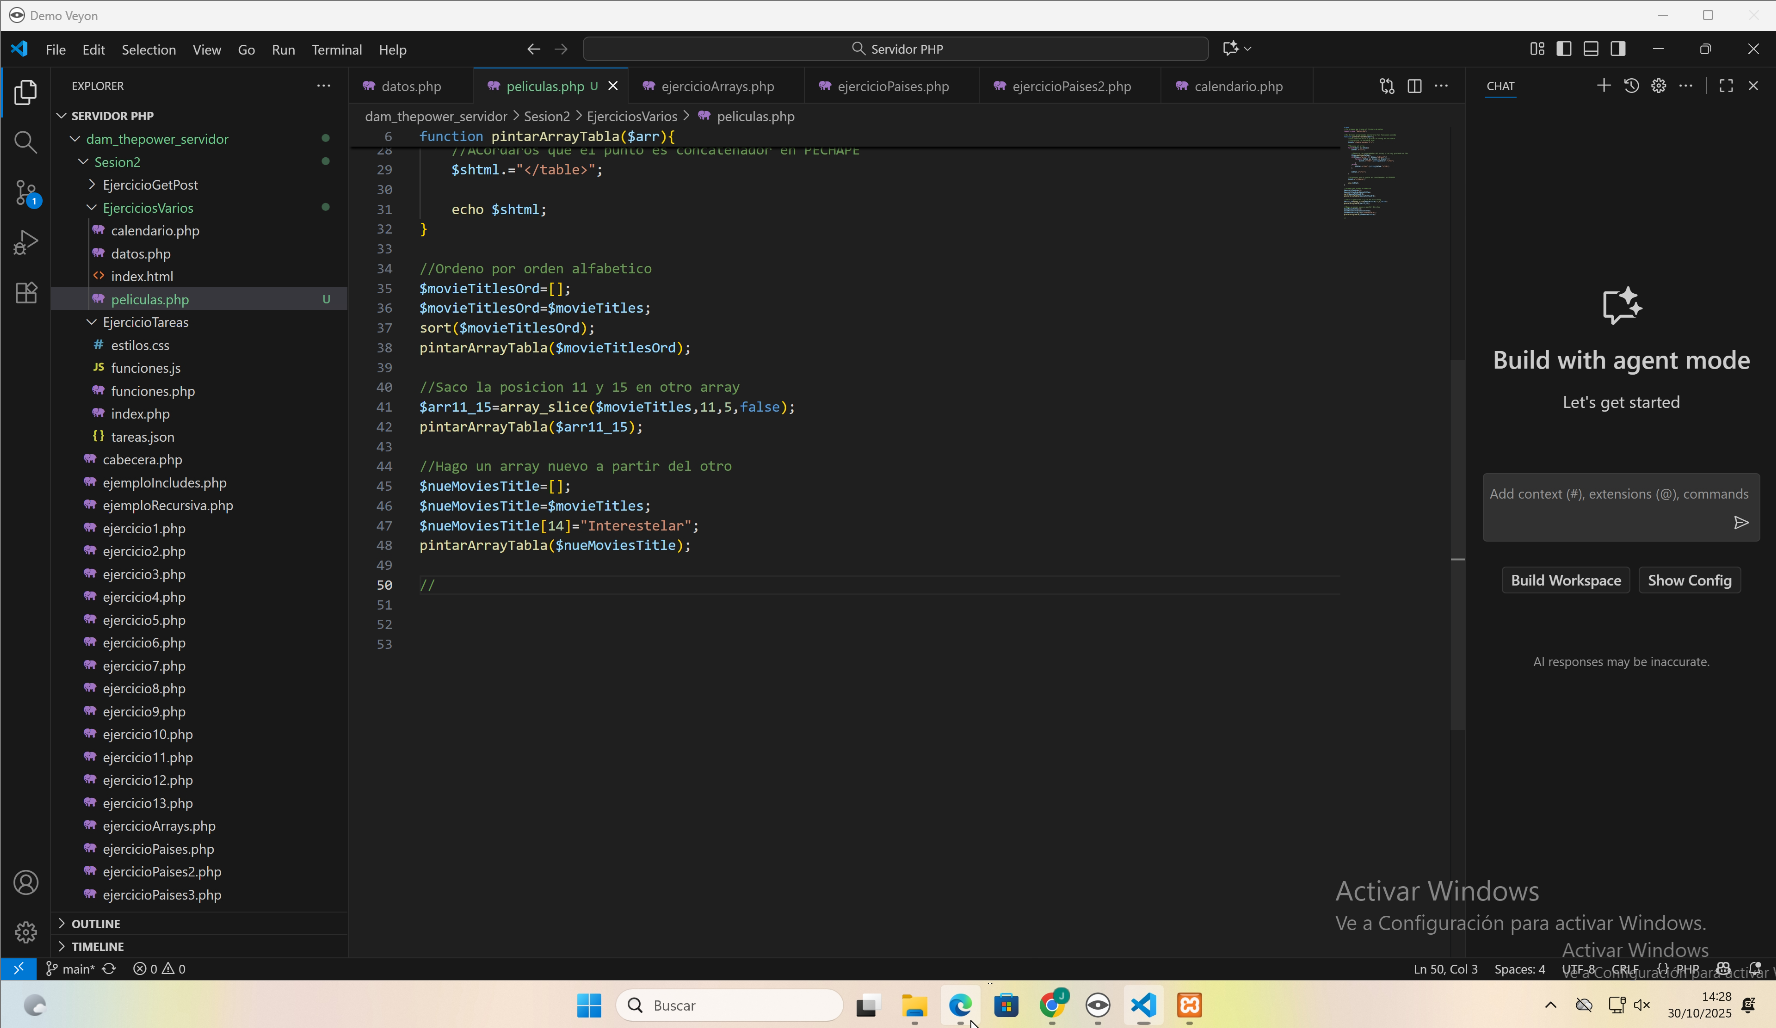 Demo Veyon
File Edit Selection View Go Run Terminal Help
Servidor PHP
EXPLORER
SERVIDOR PHP
dam_thepower_servidor
Sesion2
EjercicioGetPost
EjerciciosVarios
calendario.php
datos.php
index.html
peliculas.php U
EjercicioTareas
estilos.css
funciones.js
funciones.php
index.php
tareas.json
cabecera.php
ejemploIncludes.php
ejemploRecursiva.php
ejercicio1.php
ejercicio2.php
ejercicio3.php
ejercicio4.php
ejercicio5.php
ejercicio6.php
ejercicio7.php
ejercicio8.php
ejercicio9.php
ejercicio10.php
ejercicio11.php
ejercicio12.php
ejercicio13.php
ejercicioArrays.php
ejercicioPaises.php
ejercicioPaises2.php
ejercicioPaises3.php
OUTLINE
TIMELINE
datos.php peliculas.php U ejercicioArrays.php ejercicioPaises.php ejercicioPaises2.php calendario.php
dam_thepower_servidor > Sesion2 > EjerciciosVarios > peliculas.php
6 function pintarArrayTabla($arr){
28 //Acordaros que el punto es concatenador en PECHAPE
29 $shtml.="</table>";
30
31 echo $shtml;
32 }
33
34 //Ordeno por orden alfabetico
35 $movieTitlesOrd=[];
36 $movieTitlesOrd=$movieTitles;
37 sort($movieTitlesOrd);
38 pintarArrayTabla($movieTitlesOrd);
39
40 //Saco la posicion 11 y 15 en otro array
41 $arr11_15=array_slice($movieTitles,11,5,false);
42 pintarArrayTabla($arr11_15);
43
44 //Hago un array nuevo a partir del otro
45 $nueMoviesTitle=[];
46 $nueMoviesTitle=$movieTitles;
47 $nueMoviesTitle[14]="Interestelar";
48 pintarArrayTabla($nueMoviesTitle);
49
50 //
51
52
53
CHAT
Build with agent mode
Let's get started
Add context (#), extensions (@), commands
Build Workspace Show Config
AI responses may be inaccurate.
Activar Windows
Ve a Configuración para activar Windows.
Activar Windows
Ve a Configuración para activar W
1
main* 0 0
Ln 50, Col 3 Spaces: 4 UTF-8 CRLF {} PHP
Buscar
J
14:28
30/10/2025